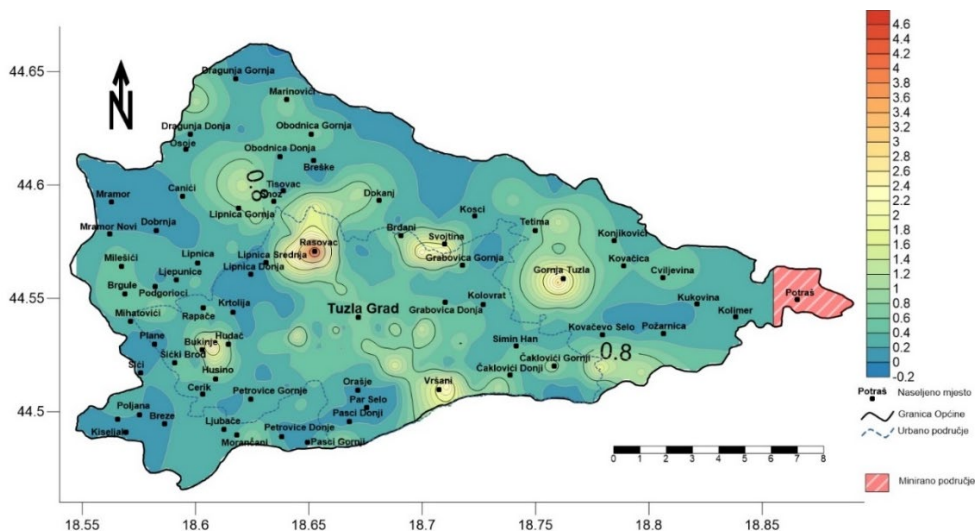 44.65
44.6
44.55
44.5
18.55
18.6
18.65
18.7
18.75
18.8
18.85
N
Dragunja Gornja
Marinovići
Dragunja Donja
Osoje
Obodnica Gornja
Obodnica Donja
Breške
Tisovac
Mramor
Canići
Lipnica Gornja
0.8
Dokanj
Kosci
Mramor Novi
Dobrnja
Brđani
Svojtina
Tetima
Konjikovići
Rasovac
Milešići
Lipnica
Lipnica Srednja
Lipnica Donja
Grabovica Gornja
Gornja Tuzla
Kovačica
Cviljevina
Ljepunice
Brgule
Podgorioci
Potraš
Mihatovići
Rapače
Krtolija
Tuzla Grad
Grabovica Donja
Kolovrat
Kukovina
Kolimer
Plane
Bukinje
Hudač
Šički Brod
Simin Han
Kovačevo Selo
Požarnika
0.8
Šići
Husino
Čaklovići Donji
Čaklovići Gornji
Cerik
Petrovice Gornje
Orašje
Vršani
Par Selo
Poljana
Breze
Pasci Donji
Kiseljak
Ljubače
Morančani
Petrovice Donje
Pasci Gornji
4.6
4.4
4.2
4
3.8
3.6
3.4
3.2
3
2.8
2.6
2.4
2.2
2
1.8
1.6
1.4
1.2
1
0.8
0.6
0.4
0.2
0
-0.2
Potraš
Naseljeno mjesto
Granica Općine
Urbano područje
0 1 2 3 4 5 6 7 8
Minirano područje